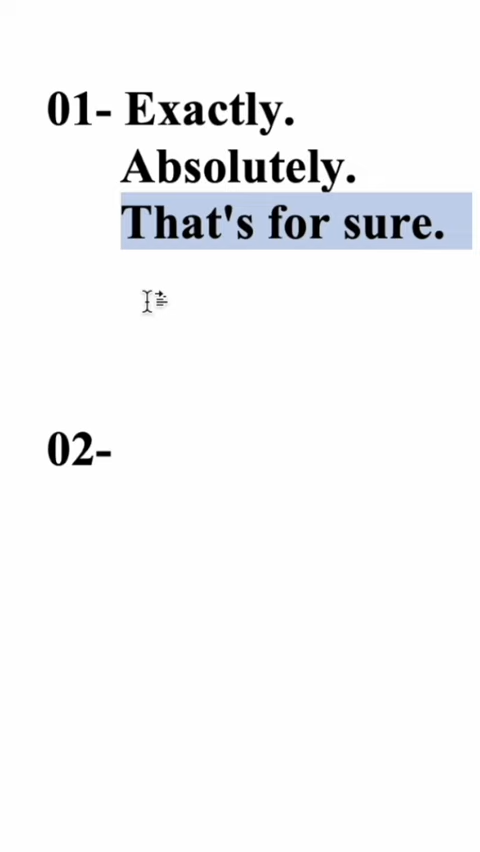 01- Exactly.
Absolutely.
That's for sure.
02-